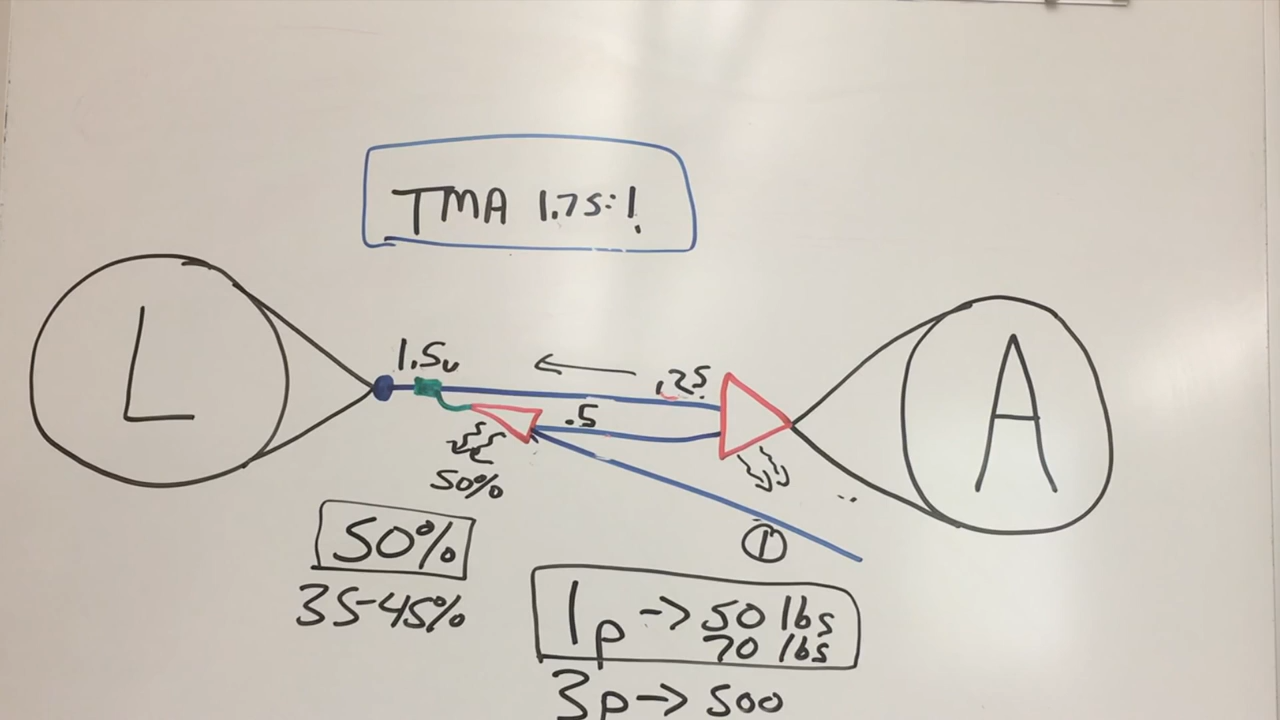 TMA 1.75:1
L
1.5
.25
A
.5
50%
1
50%
35-45%
1p -> 50 lbs
70 lbs
3p -> 500